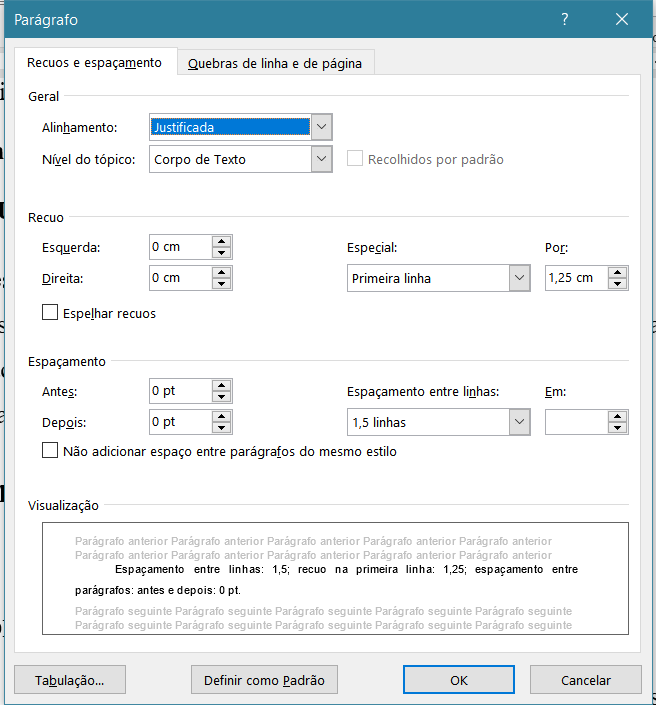 Parágrafo
Recuos e espaçamento Quebras de linha e de página
Geral
Alinhamento: Justificada
Nível do tópico: Corpo de Texto Recolhidos por padrão
Recuo
Esquerda: 0 cm Especial: Por:
Direita: 0 cm Primeira linha 1,25 cm
Espelhar recuos
Espaçamento
Antes: 0 pt Espaçamento entre linhas: Em:
Depois: 0 pt 1,5 linhas
Não adicionar espaço entre parágrafos do mesmo estilo
Visualização
Parágrafo anterior Parágrafo anterior Parágrafo anterior Parágrafo anterior Parágrafo anterior
Parágrafo anterior Parágrafo anterior Parágrafo anterior Parágrafo anterior Parágrafo anterior
Espaçamento entre linhas: 1,5; recuo na primeira linha: 1,25; espaçamento entre
parágrafos: antes e depois: 0 pt.
Parágrafo seguinte Parágrafo seguinte Parágrafo seguinte Parágrafo seguinte Parágrafo seguinte
Parágrafo seguinte Parágrafo seguinte Parágrafo seguinte Parágrafo seguinte Parágrafo seguinte
Tabulação... Definir como Padrão OK Cancelar